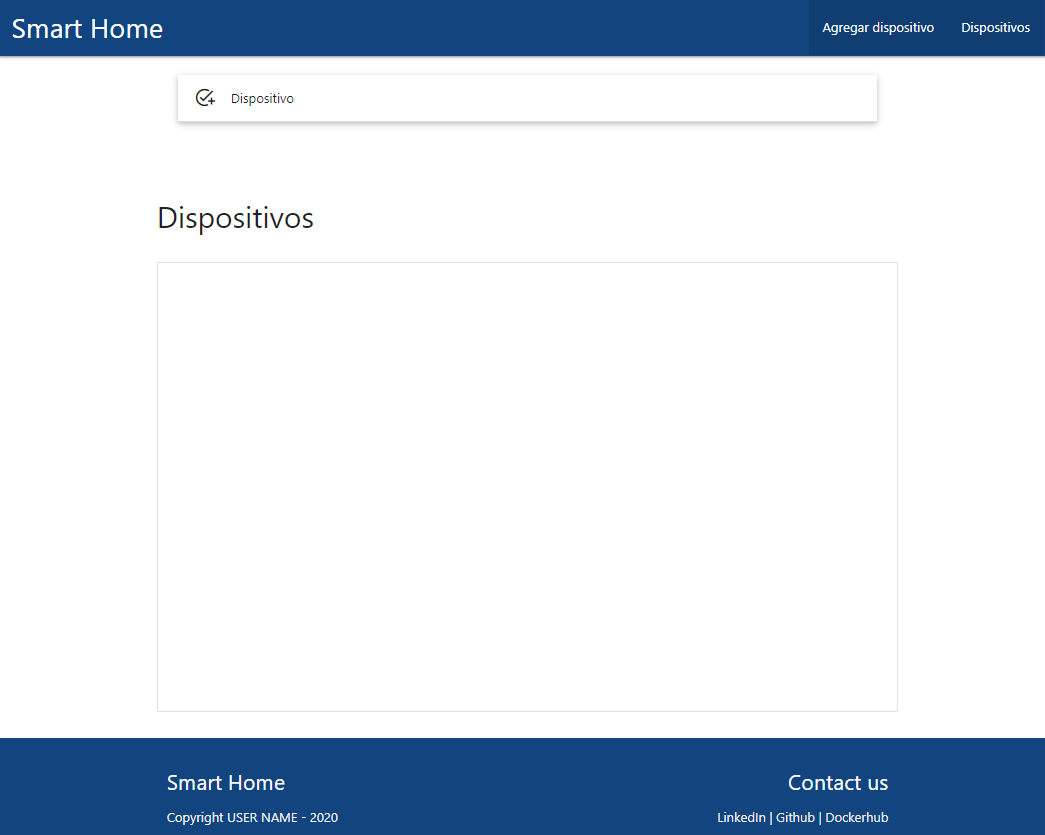 Smart Home
Agregar dispositivo
Dispositivos
Dispositivo
Dispositivos
Smart Home
Contact us
Copyright USER NAME - 2020
LinkedIn | Github | Dockerhub